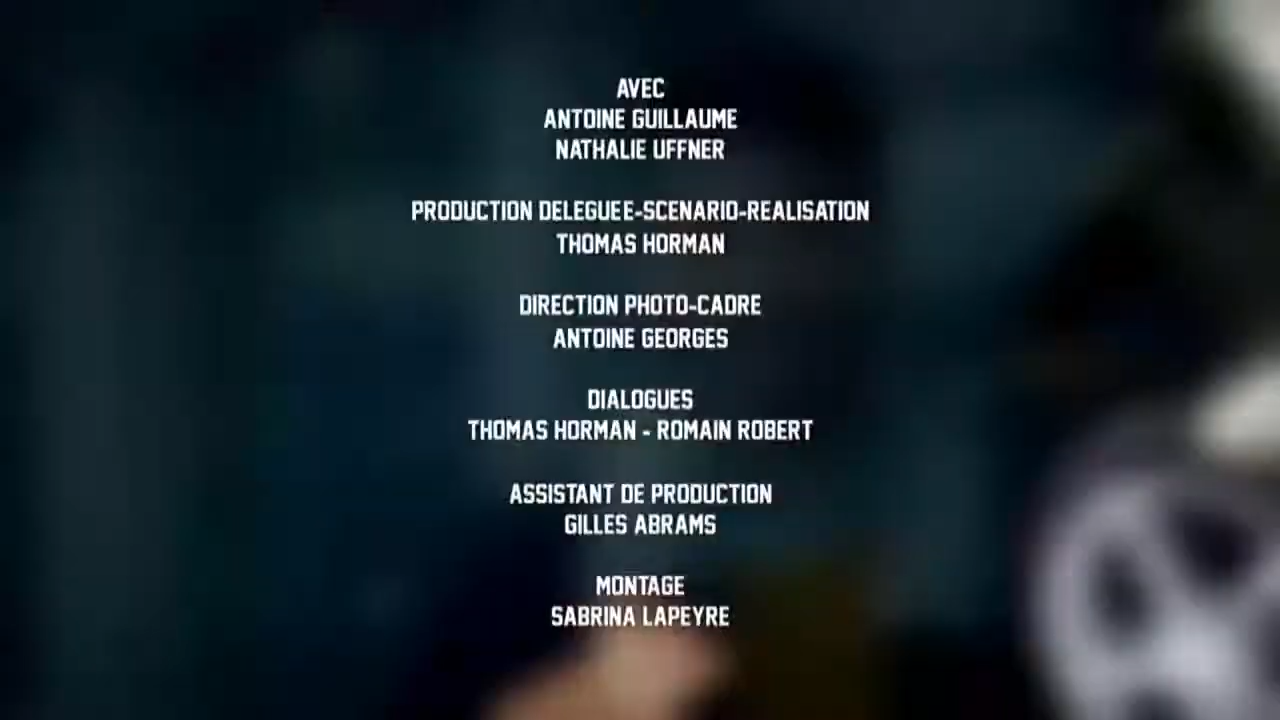 AVEC
ANTOINE GUILLAUME
NATHALIE UFFNER
PRODUCTION DELEGUEE-SCENARIO-REALISATION
THOMAS HORMAN
DIRECTION PHOTO-CADRE
ANTOINE GEORGES
DIALOGUES
THOMAS HORMAN - ROMAIN ROBERT
ASSISTANT DE PRODUCTION
GILLES ABRAMS
MONTAGE
SABRINA LAPEYRE